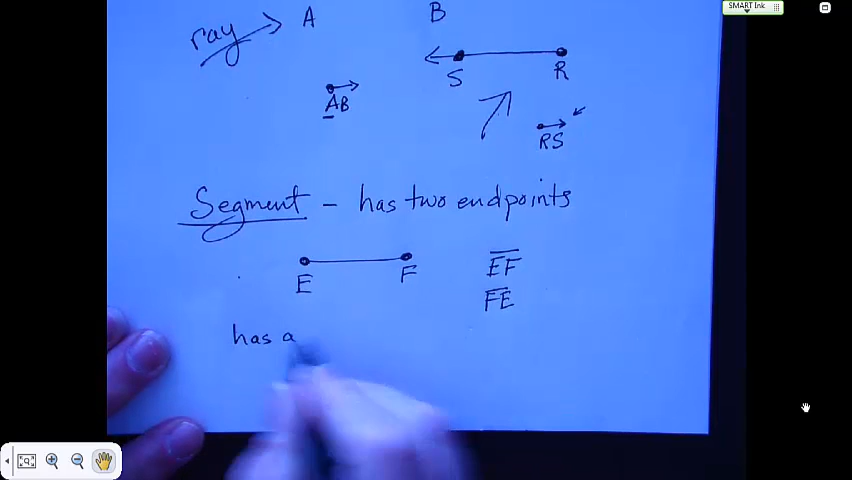 SMART Ink
ray A B
S R
AB
RS
Segment - has two endpoints
E F EF
FE
has a